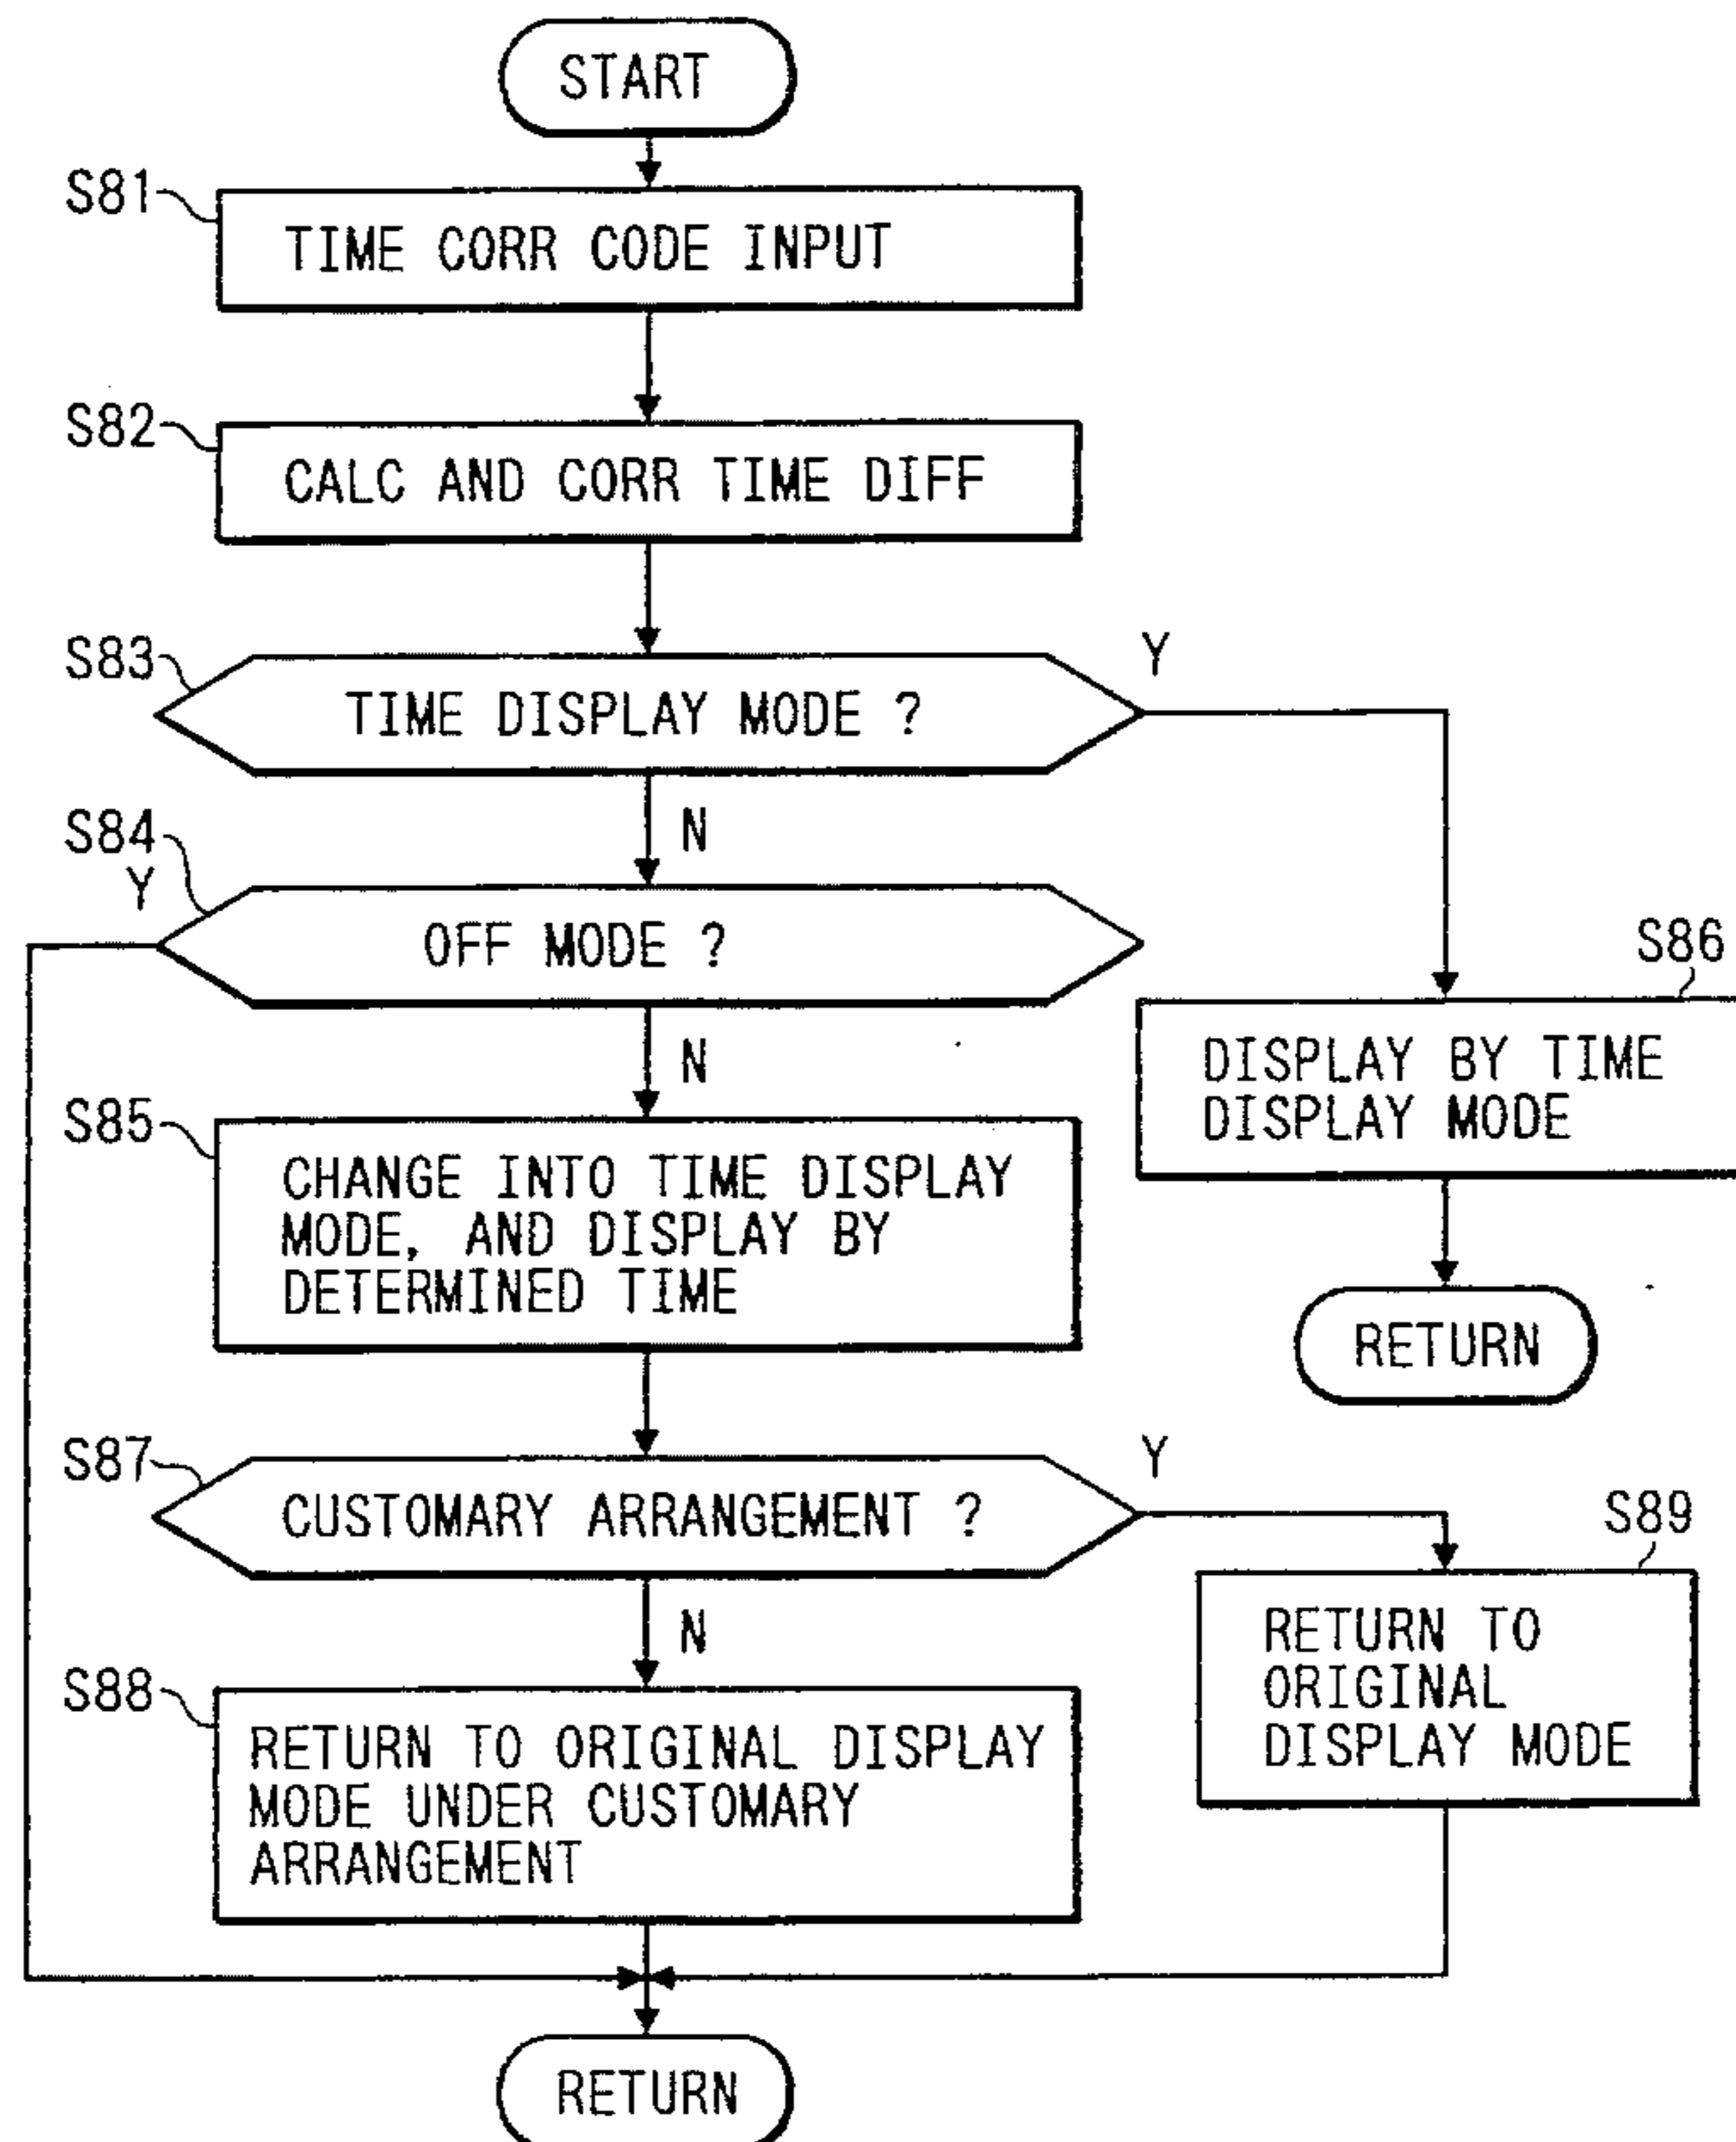 START
S81
TIME CORR CODE INPUT
S82
CALC AND CORR TIME DIFF
S83
TIME DISPLAY MODE ?
Y
N
S84
Y
OFF MODE ?
N
S86
DISPLAY BY TIME
DISPLAY MODE
RETURN
S85
CHANGE INTO TIME DISPLAY
MODE, AND DISPLAY BY
DETERMINED TIME
S87
CUSTOMARY ARRANGEMENT ?
Y
N
S89
RETURN TO
ORIGINAL
DISPLAY MODE
S88
RETURN TO ORIGINAL DISPLAY
MODE UNDER CUSTOMARY
ARRANGEMENT
RETURN